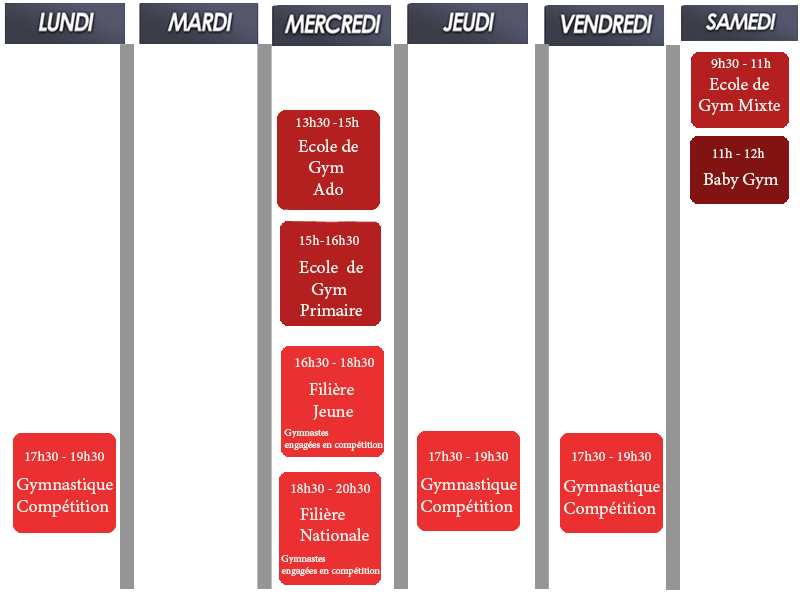 LUNDI
MARDI
MERCREDI
JEUDI
VENDREDI
SAMEDI
17h30 - 19h30
Gymnastique
Compétition
13h30 -15h
Ecole de
Gym
Ado
15h-16h30
Ecole de
Gym
Primaire
16h30 - 18h30
Filière
Jeune
Gymnastes
engagées en compétition
18h30 - 20h30
Filière
Nationale
Gymnastes
engagées en compétition
17h30 - 19h30
Gymnastique
Compétition
17h30 - 19h30
Gymnastique
Compétition
9h30 - 11h
Ecole de
Gym Mixte
11h - 12h
Baby Gym